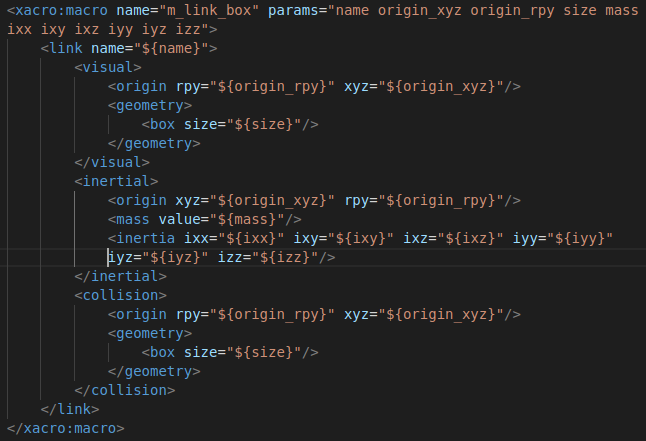 <xacro:macro name="m_link_box" params="name origin_xyz origin_rpy size mass
ixx ixy ixz iyy iyz izz">
<link name="${name}">
<visual>
<origin rpy="${origin_rpy}" xyz="${origin_xyz}"/>
<geometry>
<box size="${size}"/>
</geometry>
</visual>
<inertial>
<origin xyz="${origin_xyz}" rpy="${origin_rpy}"/>
<mass value="${mass}"/>
<inertia ixx="${ixx}" ixy="${ixy}" ixz="${ixz}" iyy="${iyy}"
iyz="${iyz}" izz="${izz}"/>
</inertial>
<collision>
<origin rpy="${origin_rpy}" xyz="${origin_xyz}"/>
<geometry>
<box size="${size}"/>
</geometry>
</collision>
</link>
</xacro:macro>